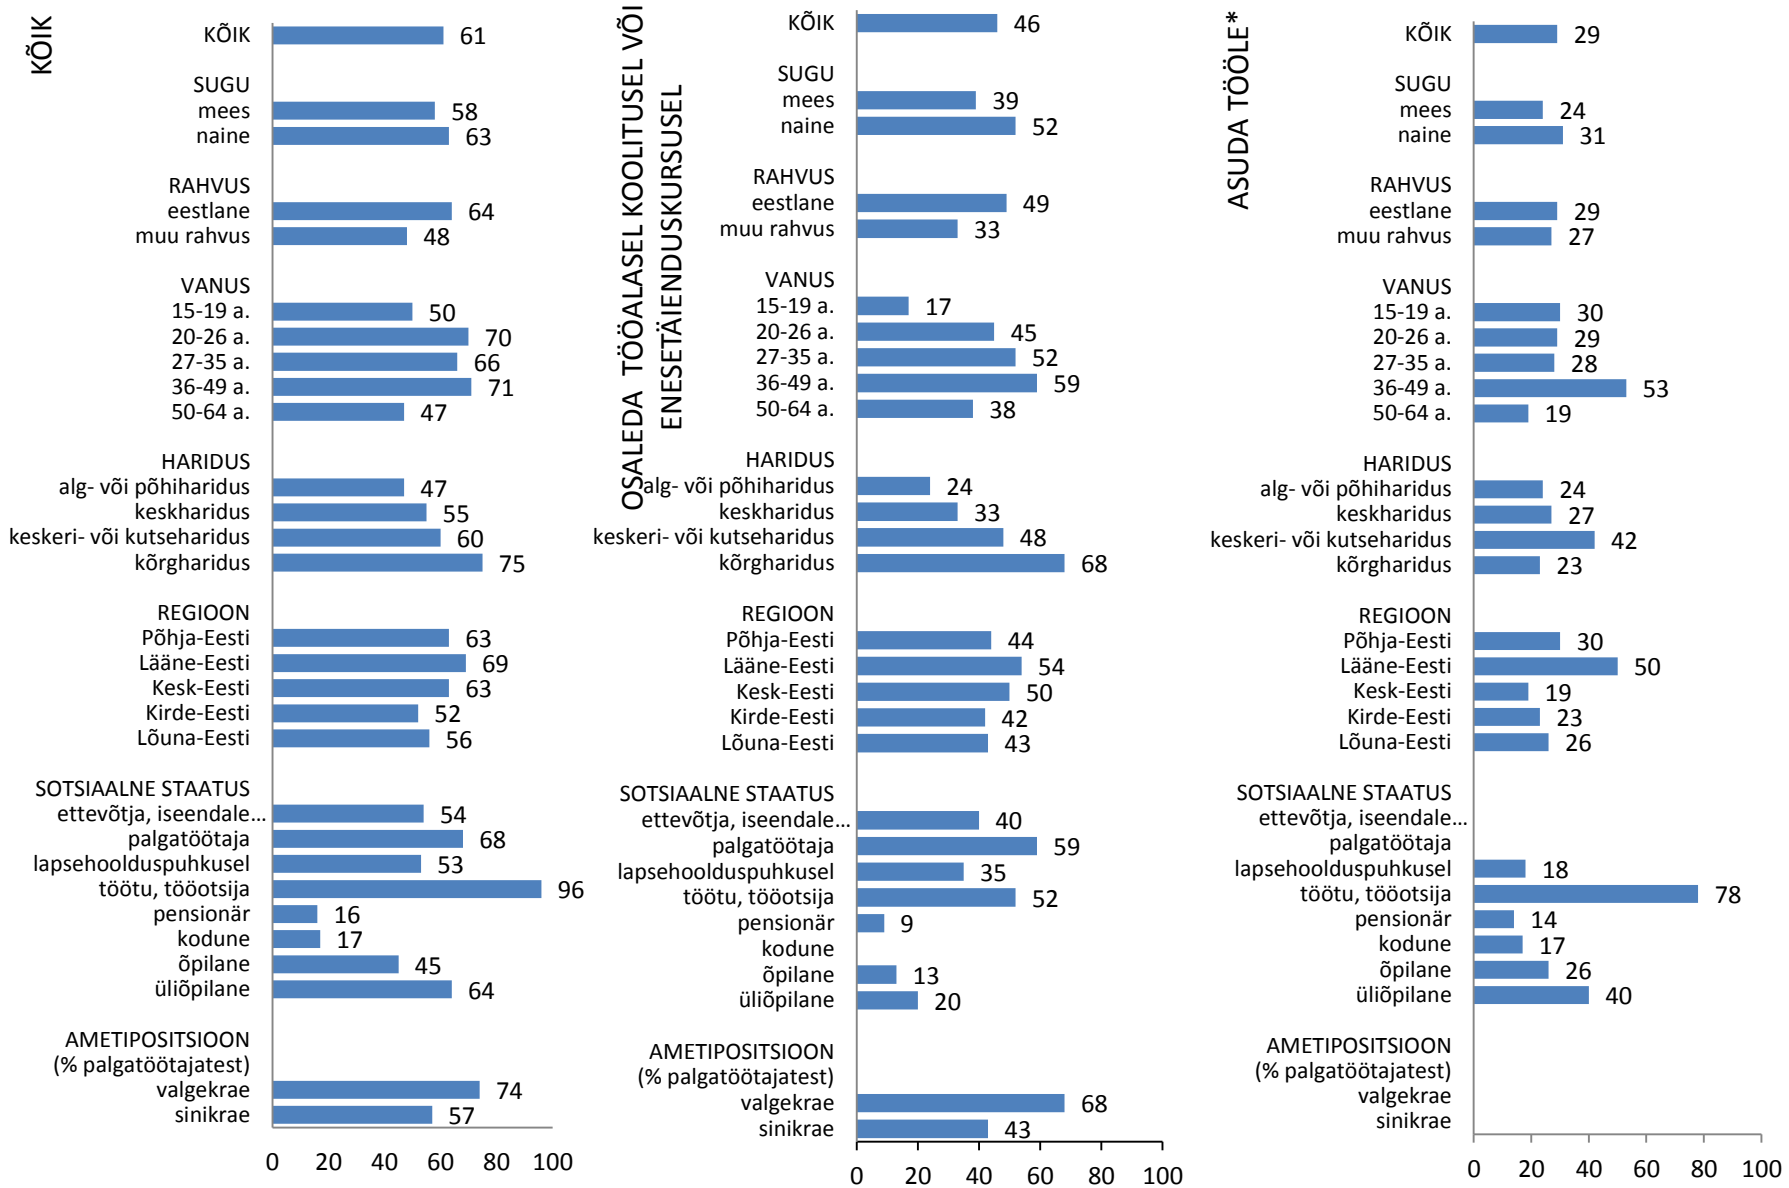 KÕIK
KÕIK 61
SUGU
mees 58
naine 63
RAHVUS
eestlane 64
muu rahvus 48
VANUS
15-19 a. 50
20-26 a. 70
27-35 a. 66
36-49 a. 71
50-64 a. 47
HARIDUS
alg- või põhiharidus 47
keskharidus 55
keskeri- või kutseharidus 60
kõrgharidus 75
REGIOON
Põhja-Eesti 63
Lääne-Eesti 69
Kesk-Eesti 63
Kirde-Eesti 52
Lõuna-Eesti 56
SOTSIAALNE STAATUS
ettevõtja, iseendale... 54
palgatöötaja 68
lapsehoolduspuhkusel 53
töötu, tööotsija 96
pensionär 16
kodune 17
õpilane 45
üliõpilane 64
AMETIPOSITSIOON
(% palgatöötajatest)
valgekrae 74
sinikrae 57
0 20 40 60 80 100
OSALEDA TÖÖALASEL KOOLITUSEL VÕI
ENESETÄIENDUSKURSUSEL
KÕIK 46
SUGU
mees 39
naine 52
RAHVUS
eestlane 49
muu rahvus 33
VANUS
15-19 a. 17
20-26 a. 45
27-35 a. 52
36-49 a. 59
50-64 a. 38
HARIDUS
alg- või põhiharidus 24
keskharidus 33
keskeri- või kutseharidus 48
kõrgharidus 68
REGIOON
Põhja-Eesti 44
Lääne-Eesti 54
Kesk-Eesti 50
Kirde-Eesti 42
Lõuna-Eesti 43
SOTSIAALNE STAATUS
ettevõtja, iseendale... 40
palgatöötaja 59
lapsehoolduspuhkusel 35
töötu, tööotsija 52
pensionär 9
kodune
õpilane 13
üliõpilane 20
AMETIPOSITSIOON
(% palgatöötajatest)
valgekrae 68
sinikrae 43
0 20 40 60 80 100
ASUDA TÖÖLE*
KÕIK 29
SUGU
mees 24
naine 31
RAHVUS
eestlane 29
muu rahvus 27
VANUS
15-19 a. 30
20-26 a. 29
27-35 a. 28
36-49 a. 53
50-64 a. 19
HARIDUS
alg- või põhiharidus 24
keskharidus 27
keskeri- või kutseharidus 42
kõrgharidus 23
REGIOON
Põhja-Eesti 30
Lääne-Eesti 50
Kesk-Eesti 19
Kirde-Eesti 23
Lõuna-Eesti 26
SOTSIAALNE STAATUS
ettevõtja, iseendale...
palgatöötaja
lapsehoolduspuhkusel 18
töötu, tööotsija 78
pensionär 14
kodune 17
õpilane 26
üliõpilane 40
AMETIPOSITSIOON
(% palgatöötajatest)
valgekrae
sinikrae
0 20 40 60 80 100